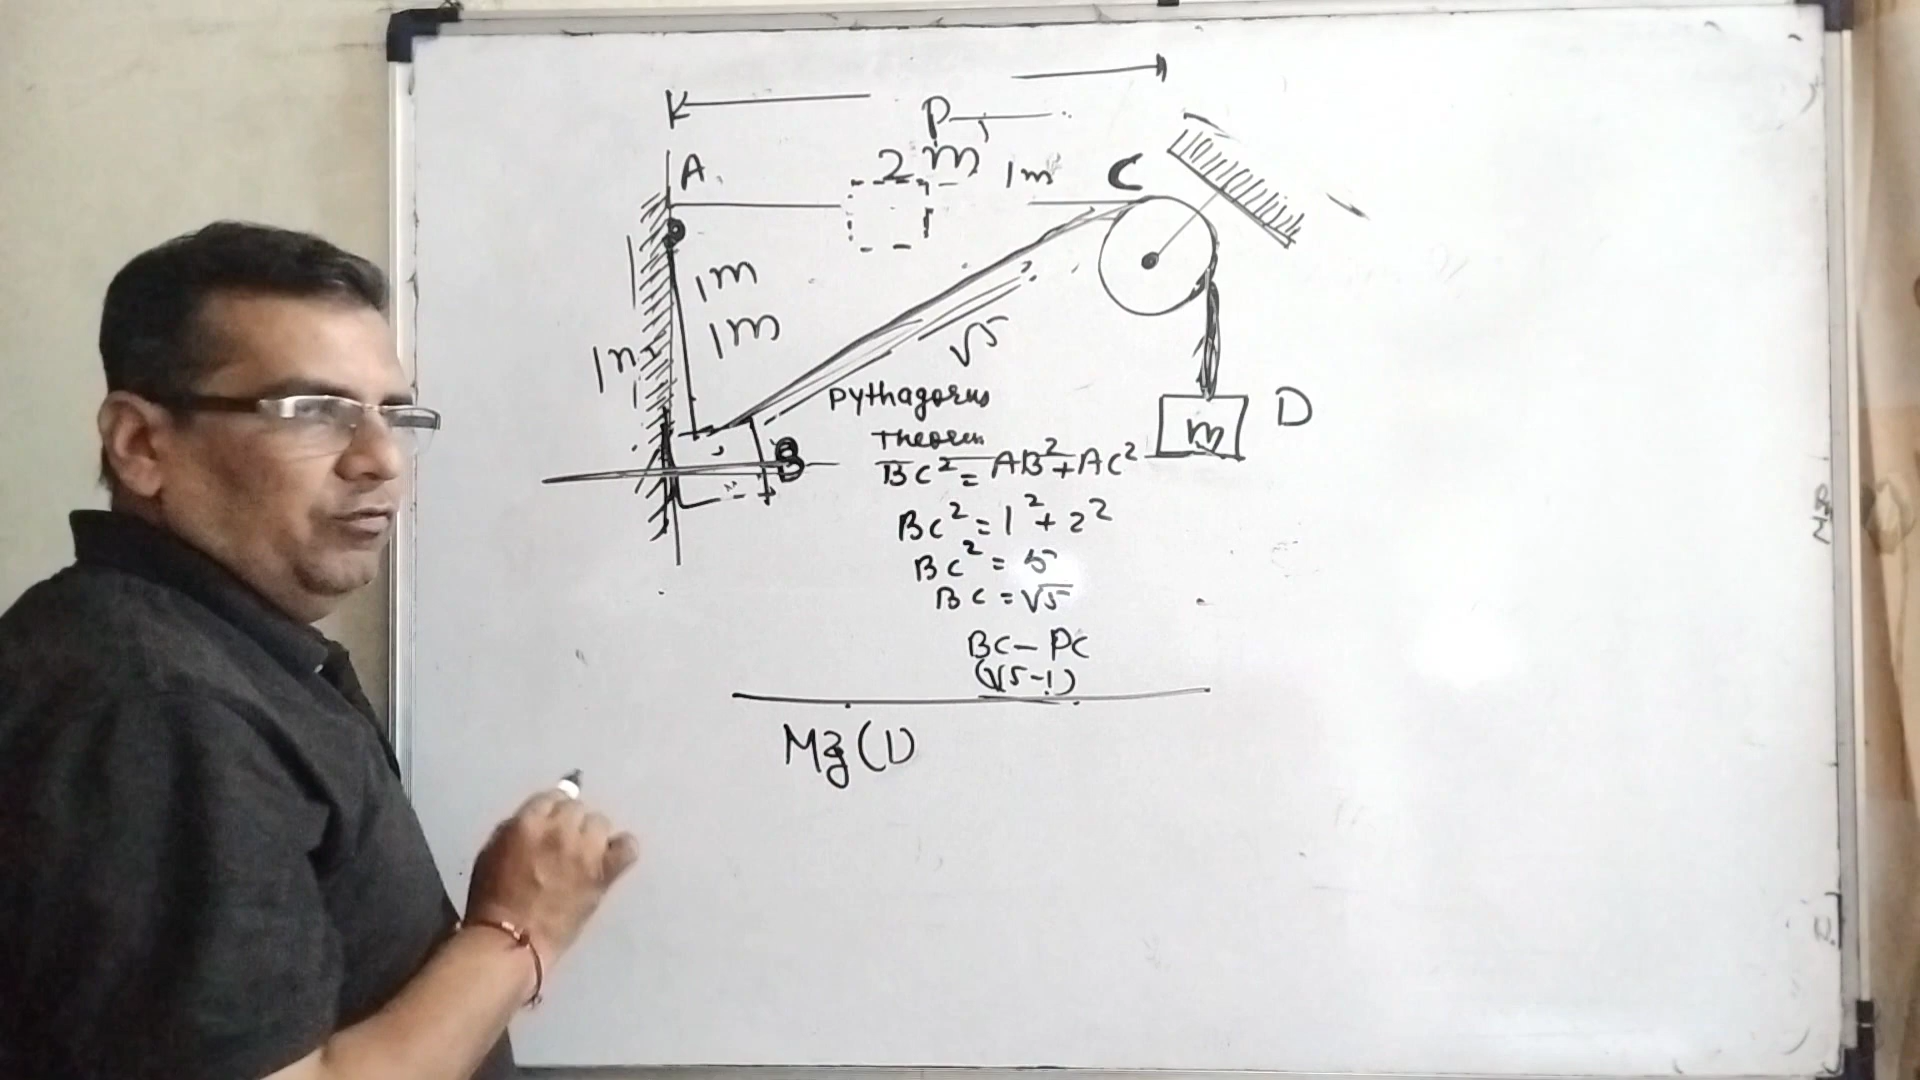 P
A
2 m
1m
C
1m
1m
1m
√5
D
m
B
Pythagorus
Theorem
BC² = AB² + AC²
BC² = 1² + 2²
BC² = 5
BC = √5
BC - PC
(√5-1)
Mg(1)